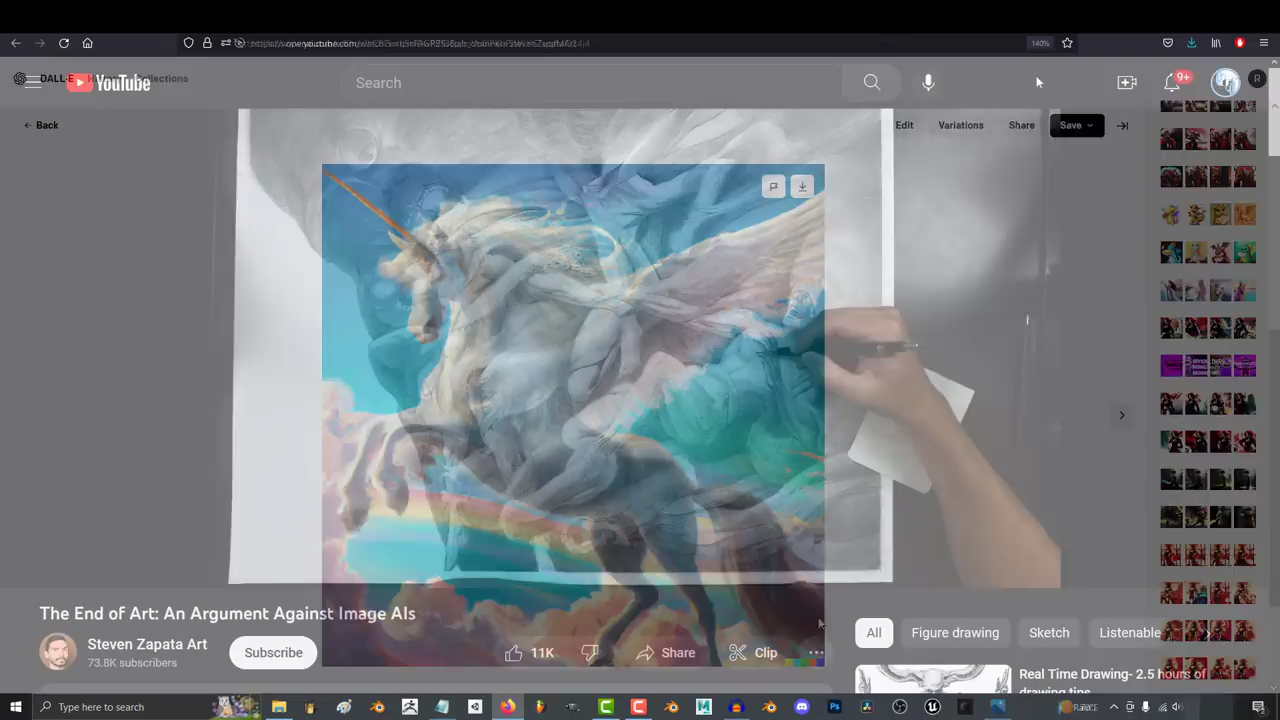 140%
DALL·E
YouTube
Search
9+
R
← Back
Edit
Variations
Share
Save
The End of Art: An Argument Against Image AIs
Steven Zapata Art
73.8K subscribers
Subscribe
11K
Share
Clip
All
Figure drawing
Sketch
Listenable
Real Time Drawing- 2.5 hours of
drawing tips
Type here to search